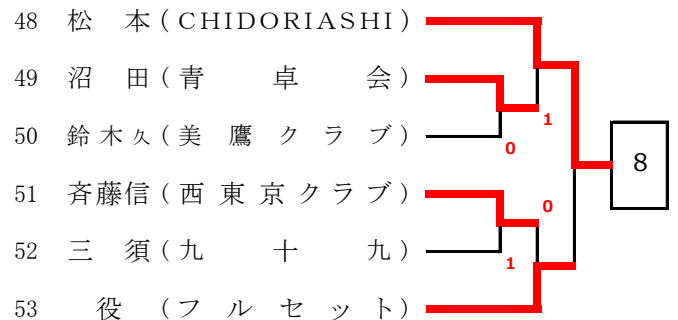 48 松 本(CHIDORIASHI)
49 沼 田(青 卓 会)
1
50 鈴木久(美 鷹 ク ラ ブ)
0
8
51 斉藤信(西東京クラブ)
0
52 三 須(九 十 九)
1
53 役 (フ ル セ ッ ト)